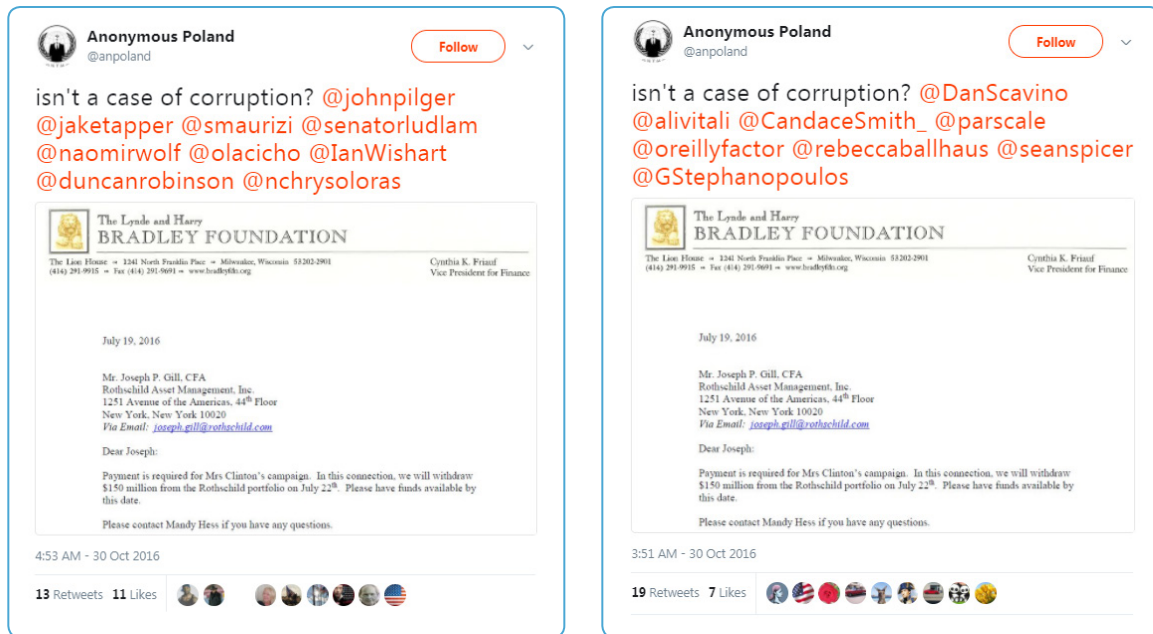 Anonymous Poland
@anpoland
Follow
isn't a case of corruption? @johnpilger
@jaketapper @smaurizi @senatorludlam
@naomirwolf @olacicho @IanWishart
@duncanrobinson @nchrysoloras
The Lynde and Harry
BRADLEY FOUNDATION
The Lion House 1241 North Franklin Place Milwaukee, Wisconsin 53202-2901
(414) 291-9915 Fax (414) 291-9691 www.bradleyfdn.org
Cynthia K. Friauf
Vice President for Finance
July 19, 2016
Mr. Joseph P. Gill, CFA
Rothschild Asset Management, Inc.
1251 Avenue of the Americas, 44th Floor
New York, New York 10020
Via Email: joseph.gill@rothschild.com
Dear Joseph:
Payment is required for Mrs Clinton's campaign. In this connection, we will withdraw
$150 million from the Rothschild portfolio on July 22th. Please have funds available by
this date.
Please contact Mandy Hess if you have any questions.
4:53 AM - 30 Oct 2016
13 Retweets 11 Likes
Anonymous Poland
@anpoland
Follow
isn't a case of corruption? @DanScavino
@alivitali @CandaceSmith_ @parscale
@oreillyfactor @rebeccaballhaus @seanspicer
@GStephanopoulos
The Lynde and Harry
BRADLEY FOUNDATION
The Lion House 1241 North Franklin Place Milwaukee, Wisconsin 53202-2901
(414) 291-9915 Fax (414) 291-9691 www.bradleyfdn.org
Cynthia K. Friauf
Vice President for Finance
July 19, 2016
Mr. Joseph P. Gill, CFA
Rothschild Asset Management, Inc.
1251 Avenue of the Americas, 44th Floor
New York, New York 10020
Via Email: joseph.gill@rothschild.com
Dear Joseph:
Payment is required for Mrs Clinton's campaign. In this connection, we will withdraw
$150 million from the Rothschild portfolio on July 22th. Please have funds available by
this date.
Please contact Mandy Hess if you have any questions.
3:51 AM - 30 Oct 2016
19 Retweets 7 Likes